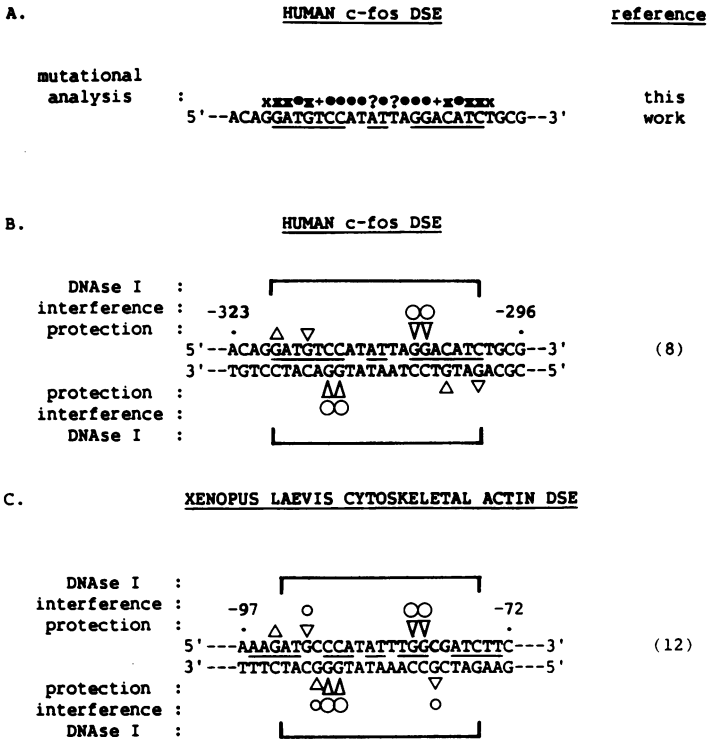 A. HUMAN c-fos DSE reference
mutational
analysis : xxx●x+●●●●?●?●●●+x●xxx this
5'--ACAGGATGTCCATATTAGGACATCTGCG--3' work
B. HUMAN c-fos DSE
DNAse I :
interference : -323 ○○ -296
protection : △ ▽ ▽▽
5'--ACAGGATGTCCATATTAGGACATCTGCG--3' (8)
3'--TGTCCTACAGGTATAATCCTGTAGACGC--5'
protection : △△ △ ▽
interference : ○○
DNAse I :
C. XENOPUS LAEVIS CYTOSKELETAL ACTIN DSE
DNAse I :
interference : -97 ○ ○○ -72
protection : △ ▽ ▽▽
5'---AAAGATGCCCATATTTGGCGATCTTC---3' (12)
3'---TTTCTACGGGTATAAACCGCTAGAAG---5'
protection : △△△ ▽
interference : ○○○ ○
DNAse I :